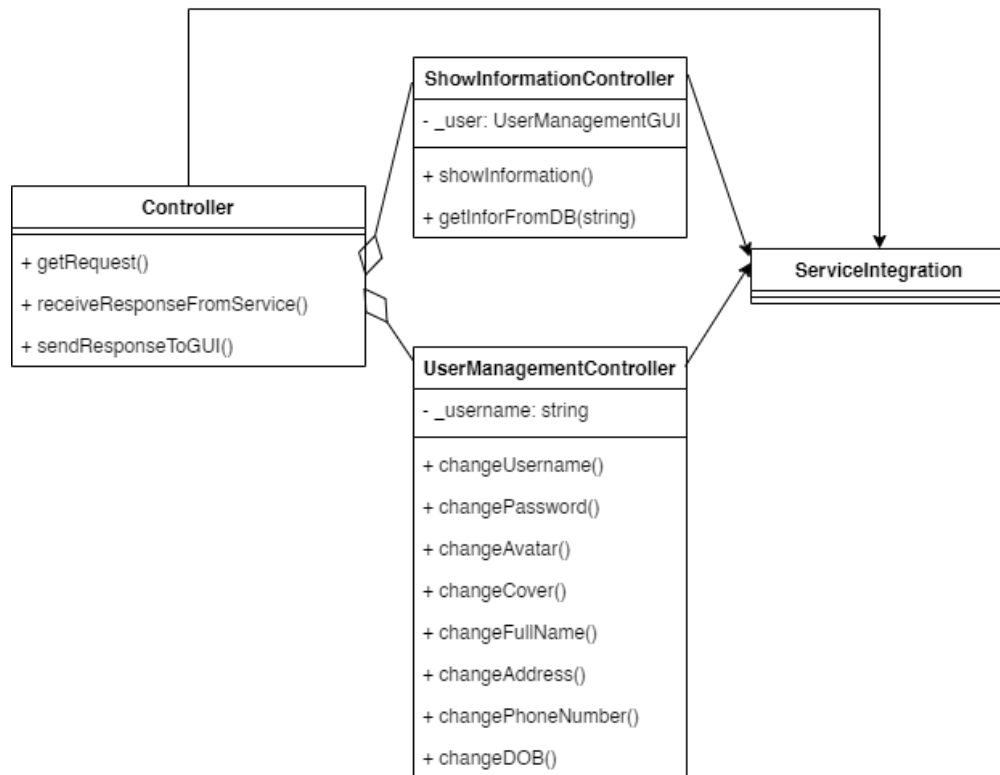 ShowInformationController
- _user: UserManagementGUI
+ showInformation()
+ getInforFromDB(string)
Controller
+ getRequest()
+ receiveResponseFromService()
+ sendResponseToGUI()
ServiceIntegration
UserManagementController
- _username: string
+ changeUsername()
+ changePassword()
+ changeAvatar()
+ changeCover()
+ changeFullName()
+ changeAddress()
+ changePhoneNumber()
+ changeDOB()